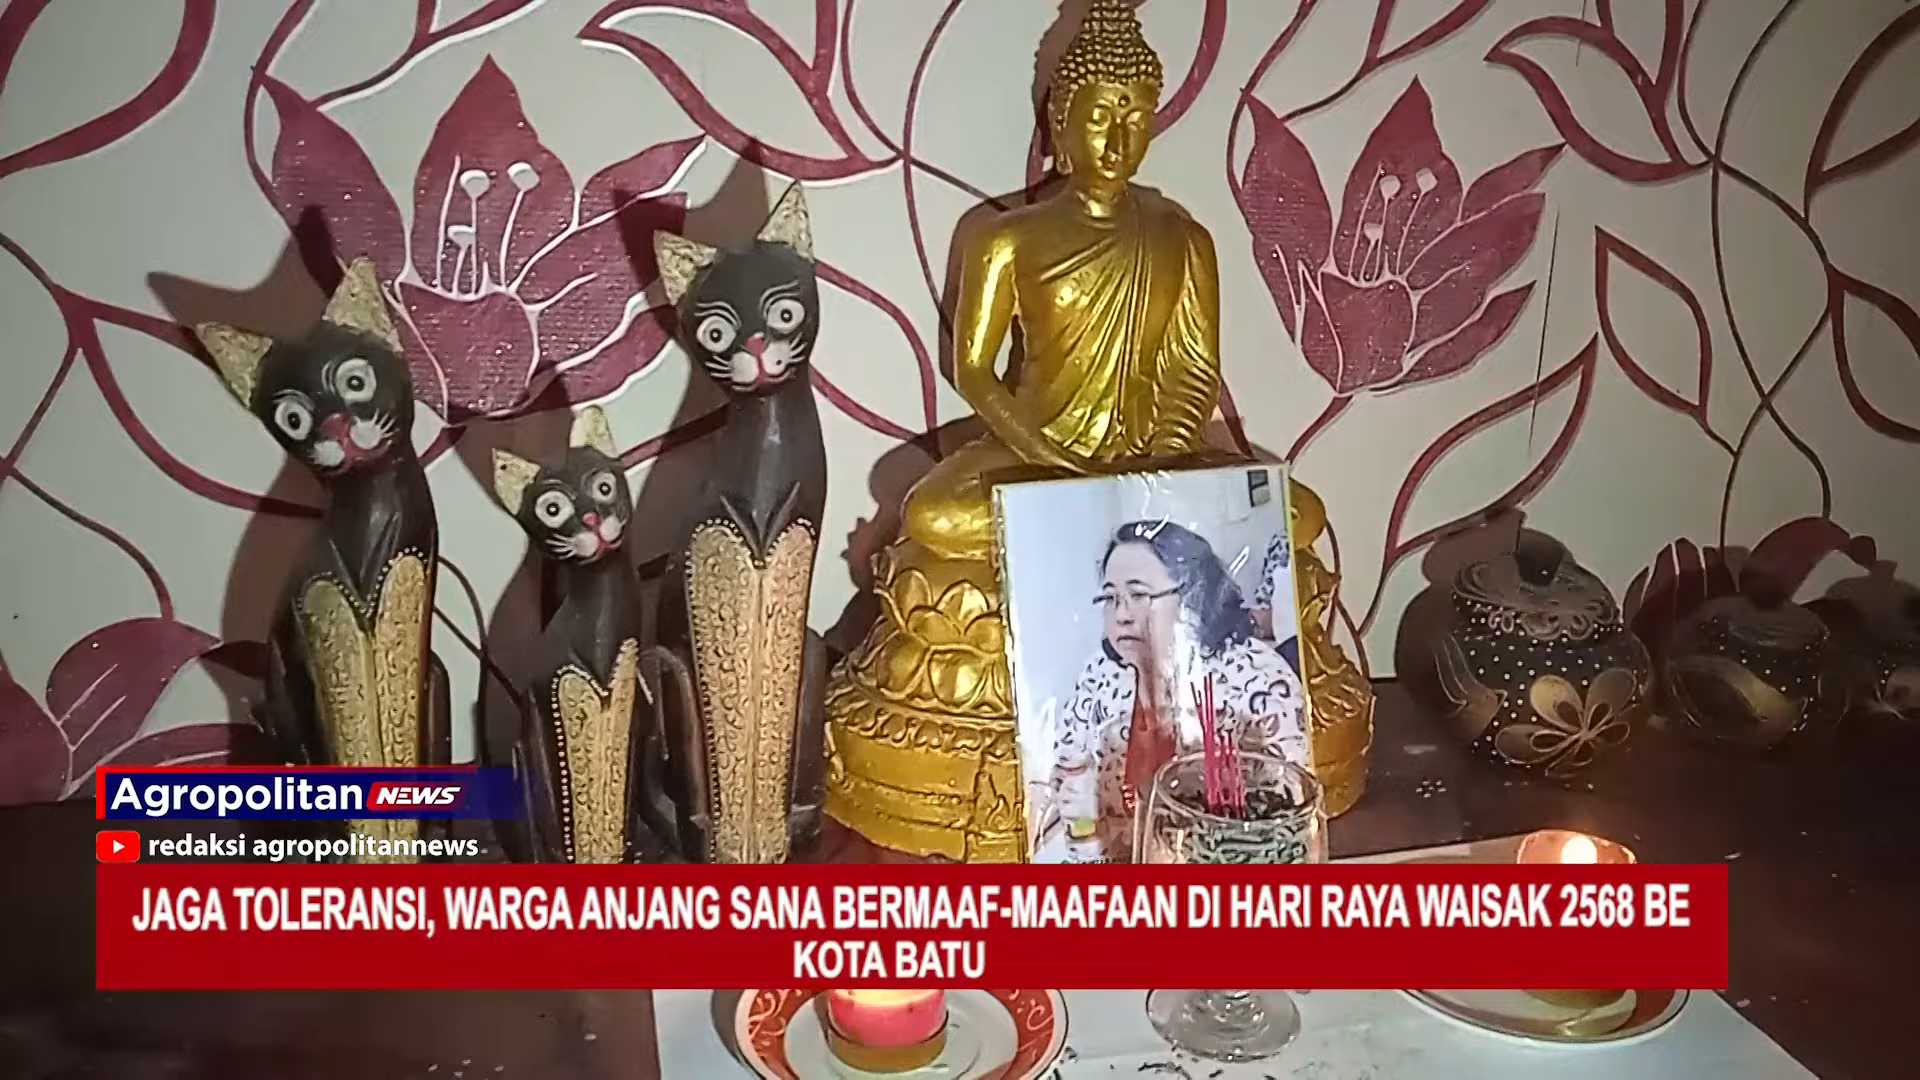 Agropolitan NEWS
redaksi agropolitannews
JAGA TOLERANSI, WARGA ANJANG SANA BERMAAF-MAAFAAN DI HARI RAYA WAISAK 2568 BE
KOTA BATU